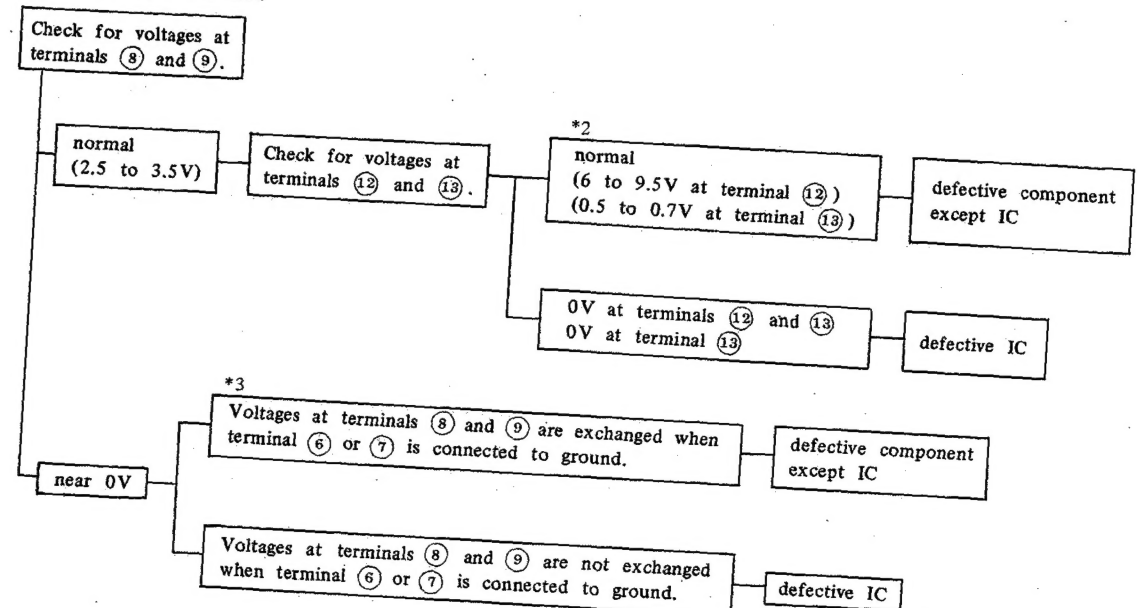 Check for voltages at
terminals ⑧ and ⑨.
normal
(2.5 to 3.5V)
Check for voltages at
terminals ⑫ and ⑬.
*2
normal
(6 to 9.5V at terminal ⑫)
(0.5 to 0.7V at terminal ⑬)
defective component
except IC
0V at terminals ⑫ and ⑬
0V at terminal ⑬
defective IC
near 0V
*3
Voltages at terminals ⑧ and ⑨ are exchanged when
terminal ⑥ or ⑦ is connected to ground.
defective component
except IC
Voltages at terminals ⑧ and ⑨ are not exchanged
when terminal ⑥ or ⑦ is connected to ground.
defective IC